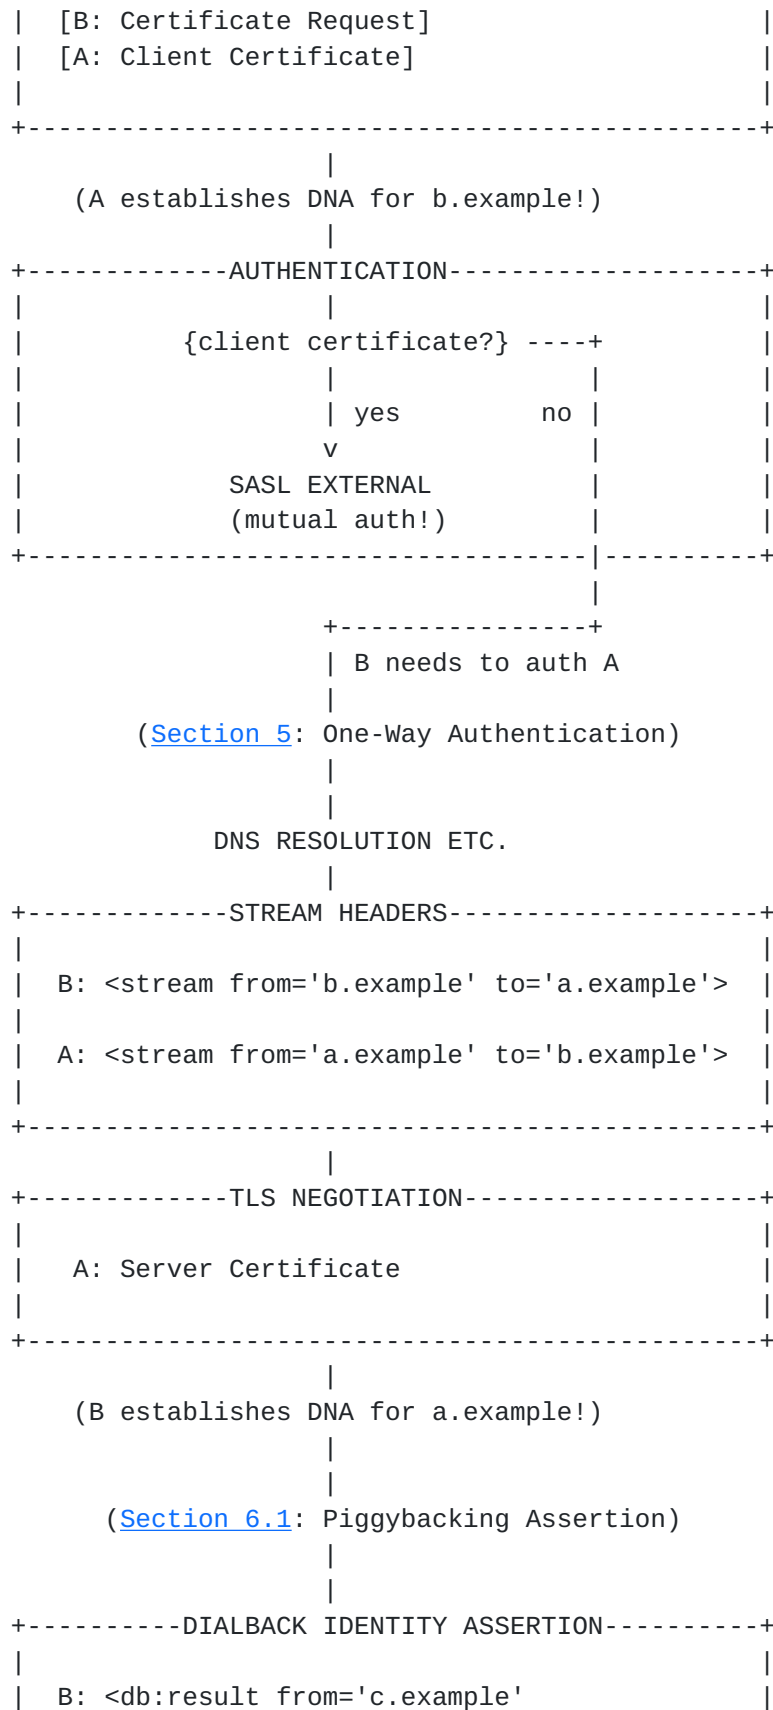 |  [B: Certificate Request]                     |
|  [A: Client Certificate]                      |
|                                               |
+-----------------------------------------------+
                    |
    (A establishes DNA for b.example!)
                    |
+-------------AUTHENTICATION--------------------+
|                   |                           |
|          {client certificate?} ----+          |
|                   |                |          |
|                   | yes         no |          |
|                   v                |          |
|             SASL EXTERNAL          |          |
|             (mutual auth!)         |          |
+------------------------------------|----------+
                                     |
                    +----------------+
                    | B needs to auth A
                    |
        (Section 5: One-Way Authentication)
                    |
                    |
             DNS RESOLUTION ETC.
                    |
+-------------STREAM HEADERS--------------------+
|                                               |
|  B: <stream from='b.example' to='a.example'>  |
|                                               |
|  A: <stream from='a.example' to='b.example'>  |
|                                               |
+-----------------------------------------------+
                    |
+-------------TLS NEGOTIATION-------------------+
|                                               |
|   A: Server Certificate                       |
|                                               |
+-----------------------------------------------+
                    |
    (B establishes DNA for a.example!)
                    |
                    |
      (Section 6.1: Piggybacking Assertion)
                    |
                    |
+----------DIALBACK IDENTITY ASSERTION----------+
|                                               |
|  B: <db:result from='c.example'               |